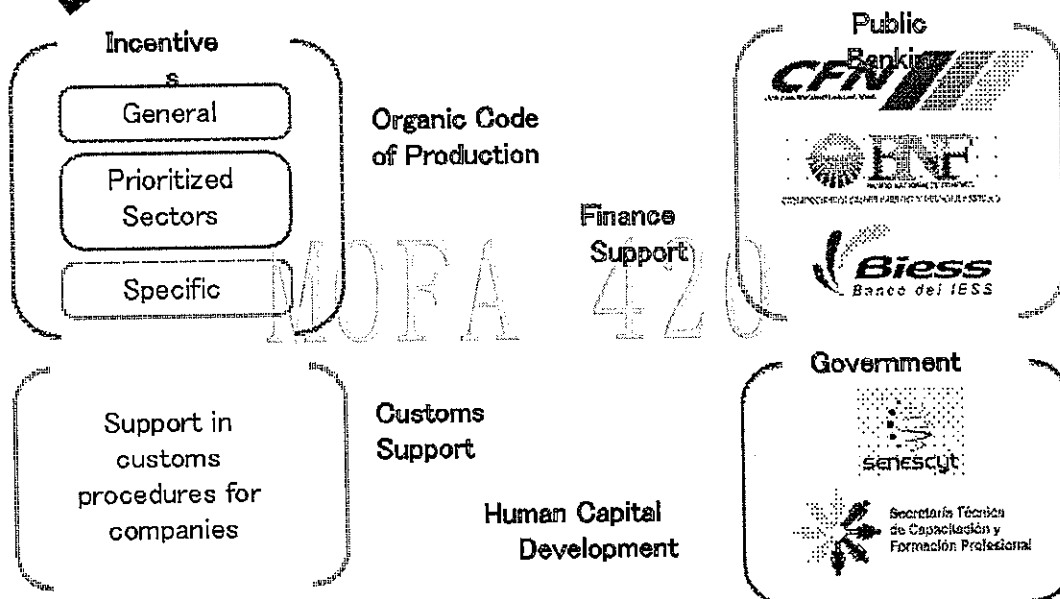 Incentive
s
General
Prioritized
Sectors
Specific
Organic Code
of Production
Finance
Support
Public
Banking
CFN
BNF
Biess
Banco del IESS
MOFA 420
Support in
customs
procedures for
companies
Customs
Support
Human Capital
Development
Government
senescyt
Secretaría Técnica
de Capacitación y
Formación Profesional